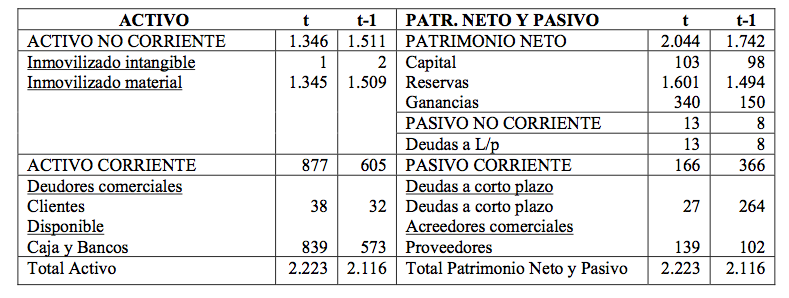 ACTIVO t t-1 PATR. NETO Y PASIVO t t-1
ACTIVO NO CORRIENTE 1.346 1.511 PATRIMONIO NETO 2.044 1.742
Inmovilizado intangible 1 2 Capital 103 98
Inmovilizado material 1.345 1.509 Reservas 1.601 1.494
Ganancias 340 150
PASIVO NO CORRIENTE 13 8
Deudas a L/p 13 8
ACTIVO CORRIENTE 877 605 PASIVO CORRIENTE 166 366
Deudores comerciales Deudas a corto plazo
Clientes 38 32 Deudas a corto plazo 27 264
Disponible Acreedores comerciales
Caja y Bancos 839 573 Proveedores 139 102
Total Activo 2.223 2.116 Total Patrimonio Neto y Pasivo 2.223 2.116